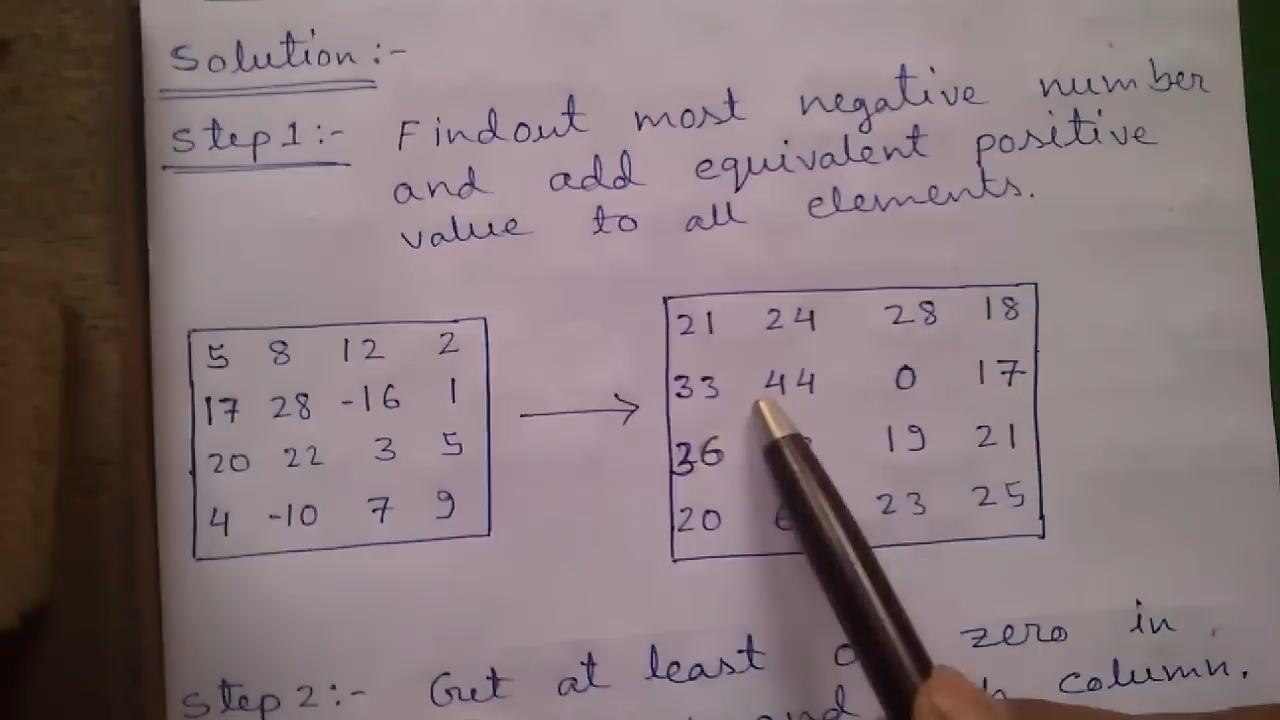 Solution:-
Step 1:- Findout most negative number
and add equivalent positive
value to all elements.
5 8 12 2
17 28 -16 1
20 22 3 5
4 -10 7 9
21 24 28 18
33 44 0 17
36 19 21
20 23 25
Step 2:- Get at least zero in
and column.